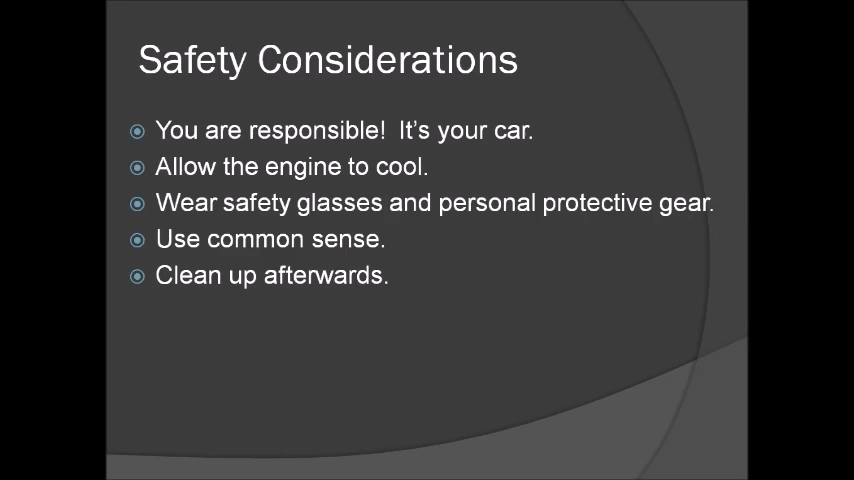 Safety Considerations
You are responsible!  It's your car.
Allow the engine to cool.
Wear safety glasses and personal protective gear.
Use common sense.
Clean up afterwards.